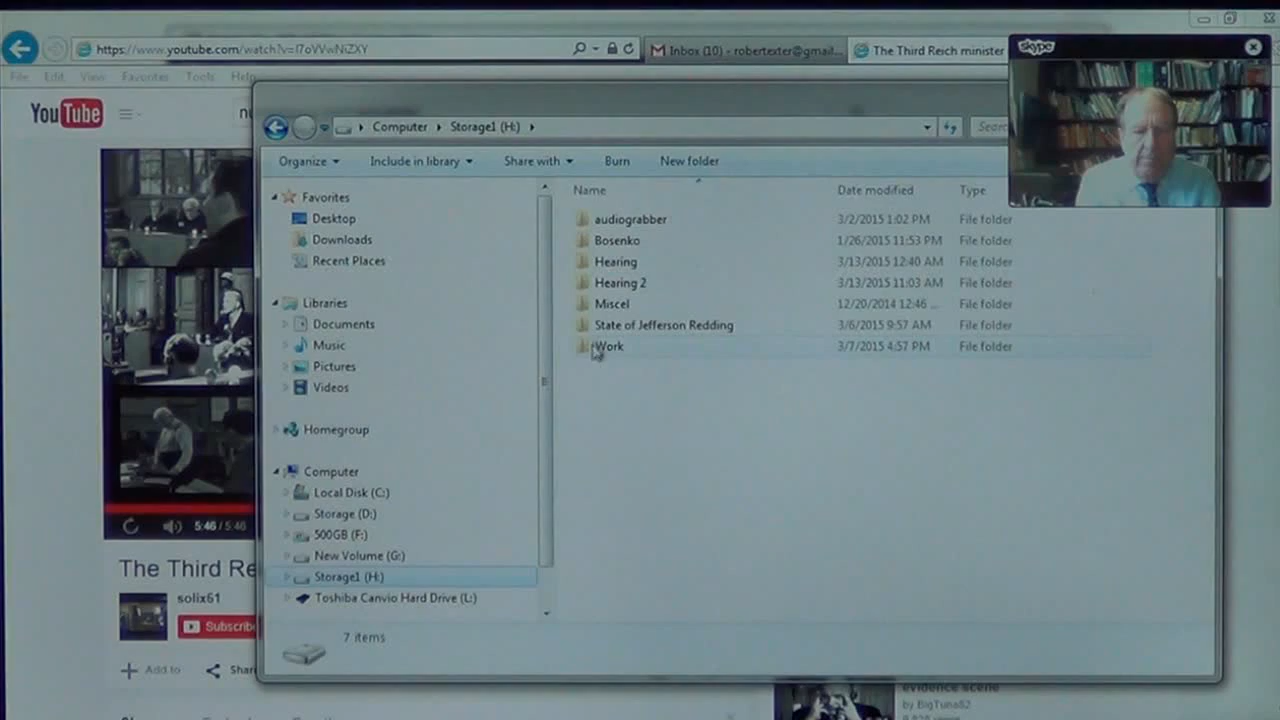 https://www.youtube.com/watch?v=I7oVVwNiZXY
Inbox (10) - robertexter@gmail...
The Third Reich minister
skype
File Edit View Favorites Tools Help
YouTube
Computer Storage1 (H:)
Organize Include in library Share with Burn New folder
Favorites
Desktop
Downloads
Recent Places
Libraries
Documents
Music
Pictures
Videos
Homegroup
Computer
Local Disk (C:)
Storage (D:)
500GB (F:)
New Volume (G:)
Storage1 (H:)
Toshiba Canvio Hard Drive (L:)
Name Date modified Type
audiograbber 3/2/2015 1:02 PM File folder
Bosenko 1/26/2015 11:53 PM File folder
Hearing 3/13/2015 12:40 AM File folder
Hearing 2 3/13/2015 11:03 AM File folder
Miscel 12/20/2014 12:46 ... File folder
State of Jefferson Redding 3/6/2015 9:57 AM File folder
Work 3/7/2015 4:57 PM File folder
7 items
5:46 / 5:46
The Third Re
solix61
Subscrib
Add to Shar
evidence scene
by BigTuna82